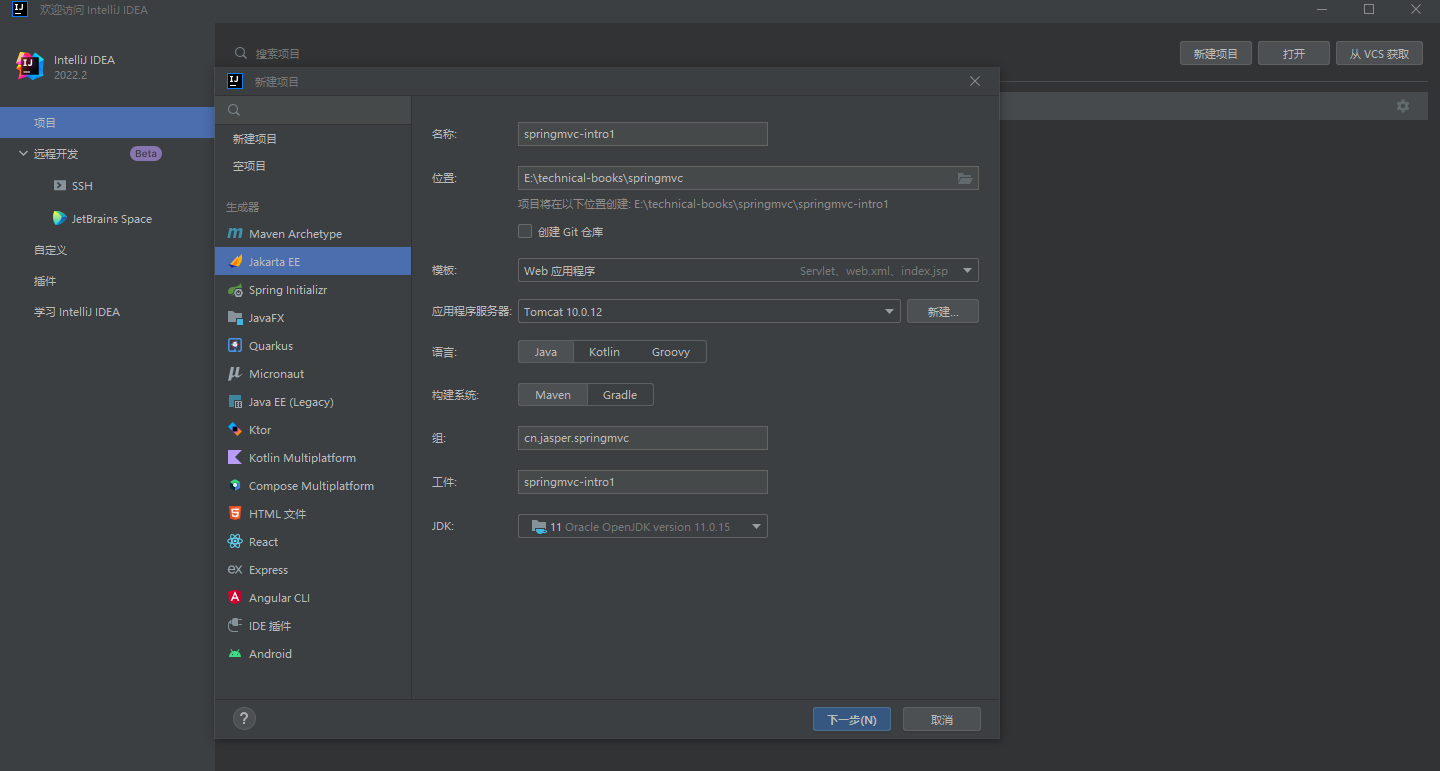 欢迎访问 IntelliJ IDEA
IntelliJ IDEA
2022.2
搜索项目
新建项目
打开
从 VCS 获取
项目
远程开发
Beta
SSH
JetBrains Space
自定义
插件
学习 IntelliJ IDEA
新建项目
新建项目
空项目
生成器
Maven Archetype
Jakarta EE
Spring Initializr
JavaFX
Quarkus
Micronaut
Java EE (Legacy)
Ktor
Kotlin Multiplatform
Compose Multiplatform
HTML 文件
React
Express
Angular CLI
IDE 插件
Android
名称: springmvc-intro1
位置: E:\technical-books\springmvc
项目将在以下位置创建: E:\technical-books\springmvc\springmvc-intro1
创建 Git 仓库
模板: Web 应用程序 Servlet、web.xml、index.jsp
应用程序服务器: Tomcat 10.0.12 新建...
语言: Java Kotlin Groovy
构建系统: Maven Gradle
组: cn.jasper.springmvc
工件: springmvc-intro1
JDK: 11 Oracle OpenJDK version 11.0.15
?
下一步(N)
取消